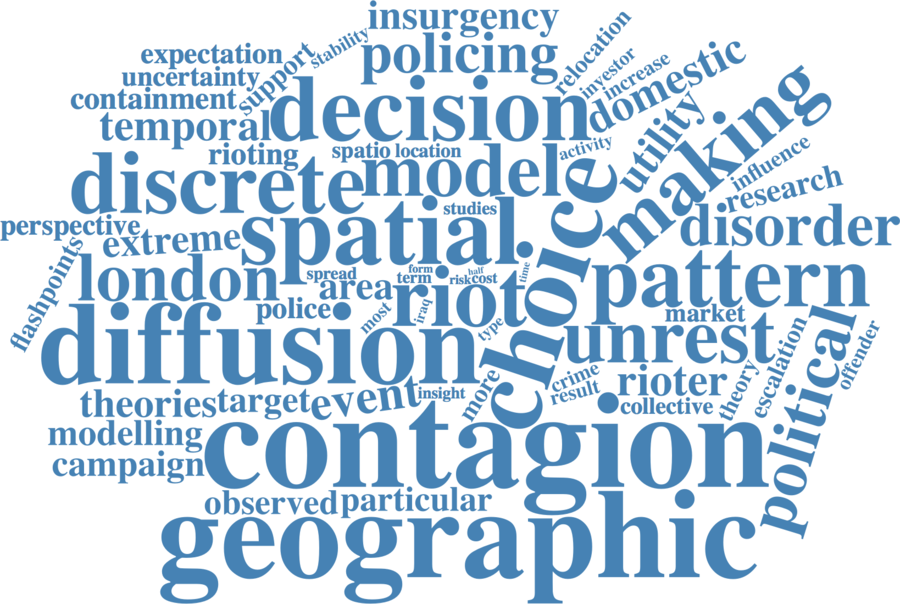 insurgency
relocation
expectation
stability
policing
support
investor
increase
domestic
uncertainty
containment
decision
temporal
utility
making
rioting
spatio
location
activity
model
influence
discrete
choice
research
studies
perspective
spatial
disorder
extreme
flashpoints
london
spread
area
form
term
risk
half
cost
time
pattern
police
most
iraq
riot
type
market
diffusion
unrest
political
escalation
offender
theory
crime
result
rioter
collective
theories
target
event
insight
more
modelling
contagion
campaign
observed
particular
geographic